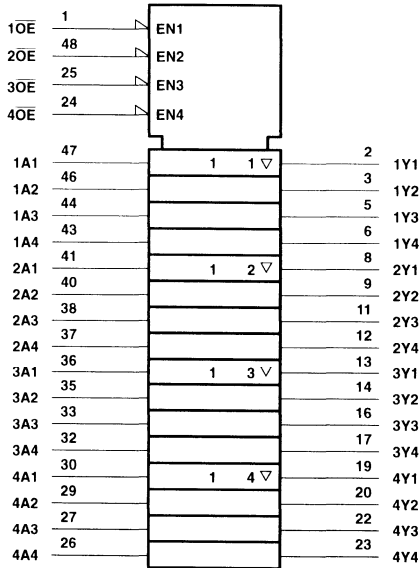 1O̅E̅ 1 EN1
2O̅E̅ 48 EN2
3O̅E̅ 25 EN3
4O̅E̅ 24 EN4
1A1 47 1 1 ▽ 2 1Y1
1A2 46 3 1Y2
1A3 44 5 1Y3
1A4 43 6 1Y4
2A1 41 1 2 ▽ 8 2Y1
2A2 40 9 2Y2
2A3 38 11 2Y3
2A4 37 12 2Y4
3A1 36 1 3 ▽ 13 3Y1
3A2 35 14 3Y2
3A3 33 16 3Y3
3A4 32 17 3Y4
4A1 30 1 4 ▽ 19 4Y1
4A2 29 20 4Y2
4A3 27 22 4Y3
4A4 26 23 4Y4